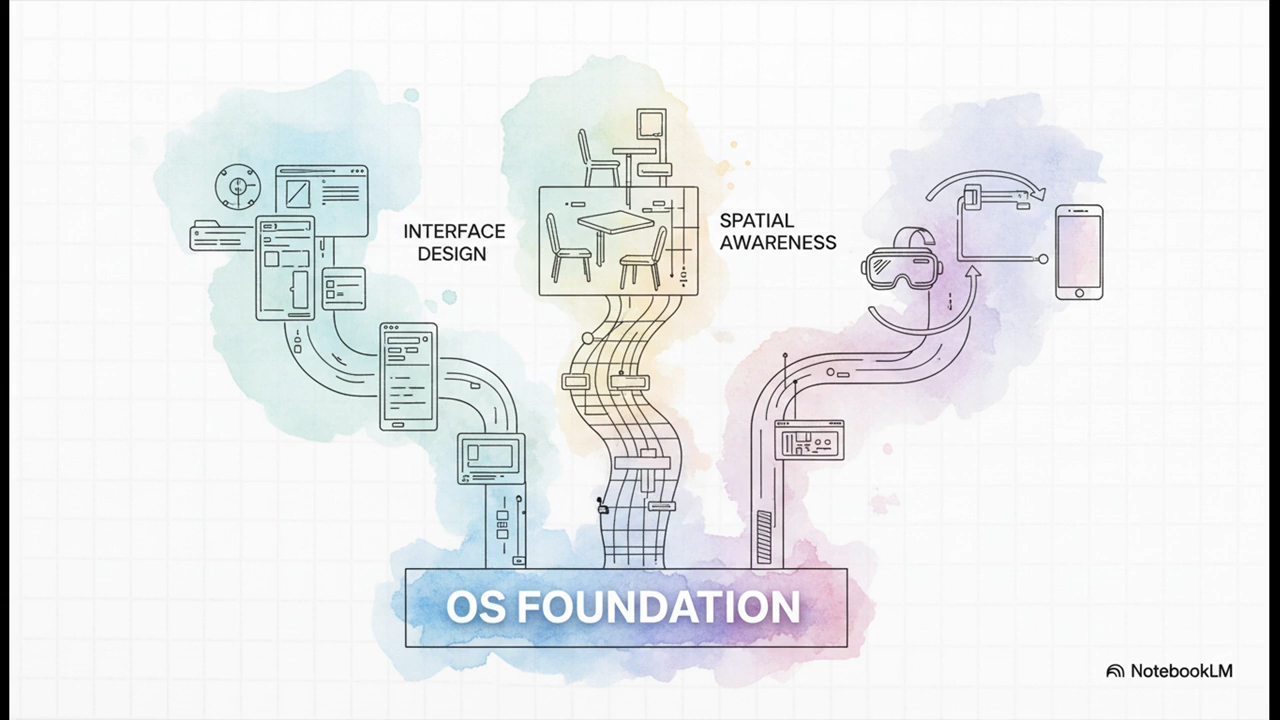 INTERFACE
DESIGN
SPATIAL
AWARENESS
OS FOUNDATION
NotebookLM